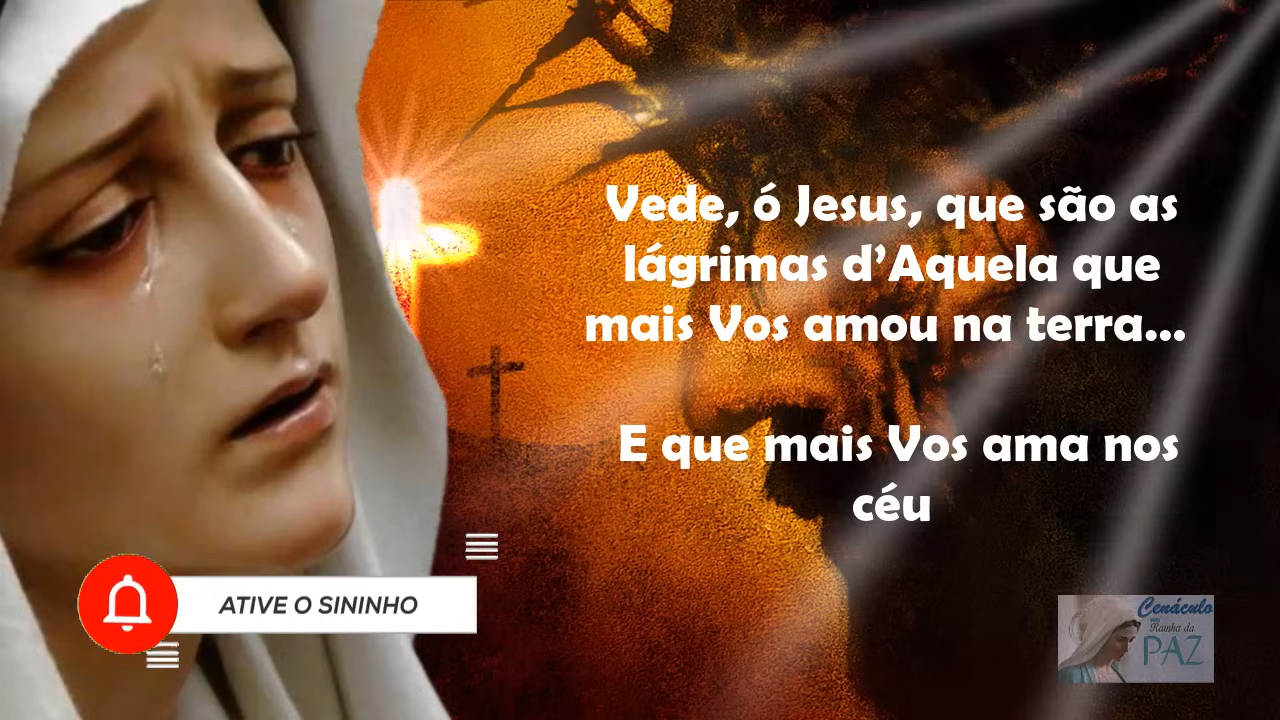 Vede, ó Jesus, que são as
lágrimas d’Aquela que
mais Vos amou na terra...
E que mais Vos ama nos
céu
ATIVE O SININHO
Cenáculo
Rainha da
PAZ